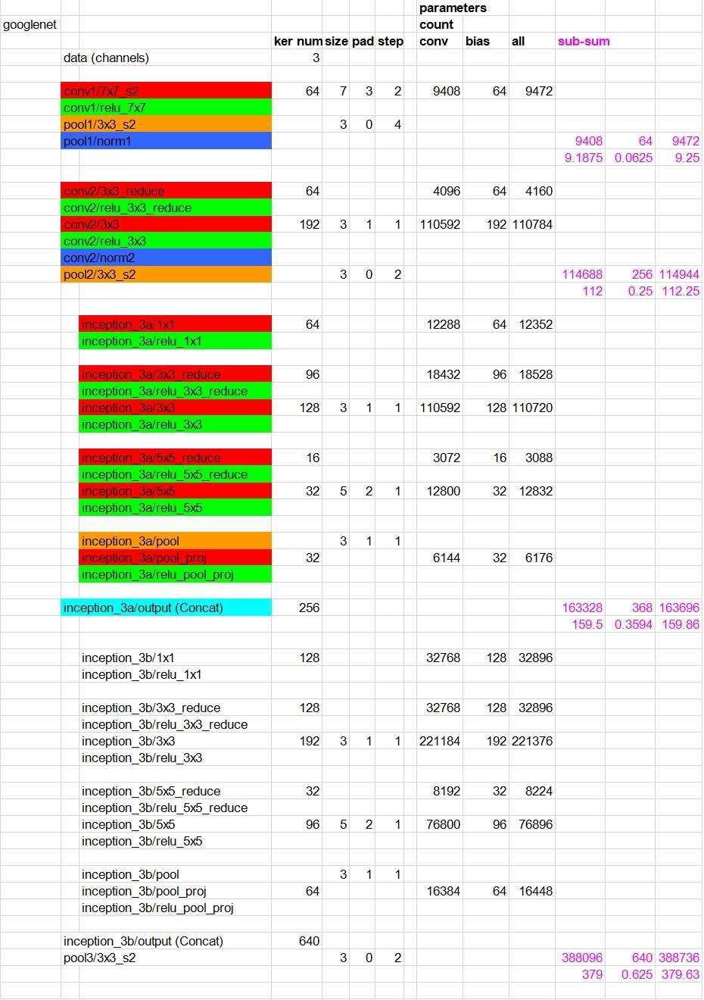 parameters
googlenet count
ker num size pad step conv bias all sub-sum
data (channels) 3
conv1/7x7_s2 64 7 3 2 9408 64 9472
conv1/relu_7x7
pool1/3x3_s2 3 0 4
pool1/norm1 9408 64 9472
9.1875 0.0625 9.25
conv2/3x3_reduce 64 4096 64 4160
conv2/relu_3x3_reduce
conv2/3x3 192 3 1 1 110592 192 110784
conv2/relu_3x3
conv2/norm2
pool2/3x3_s2 3 0 2 114688 256 114944
112 0.25 112.25
inception_3a/1x1 64 12288 64 12352
inception_3a/relu_1x1
inception_3a/3x3_reduce 96 18432 96 18528
inception_3a/relu_3x3_reduce
inception_3a/3x3 128 3 1 1 110592 128 110720
inception_3a/relu_3x3
inception_3a/5x5_reduce 16 3072 16 3088
inception_3a/relu_5x5_reduce
inception_3a/5x5 32 5 2 1 12800 32 12832
inception_3a/relu_5x5
inception_3a/pool 3 1 1
inception_3a/pool_proj 32 6144 32 6176
inception_3a/relu_pool_proj
inception_3a/output (Concat) 256 163328 368 163696
159.5 0.3594 159.86
inception_3b/1x1 128 32768 128 32896
inception_3b/relu_1x1
inception_3b/3x3_reduce 128 32768 128 32896
inception_3b/relu_3x3_reduce
inception_3b/3x3 192 3 1 1 221184 192 221376
inception_3b/relu_3x3
inception_3b/5x5_reduce 32 8192 32 8224
inception_3b/relu_5x5_reduce
inception_3b/5x5 96 5 2 1 76800 96 76896
inception_3b/relu_5x5
inception_3b/pool 3 1 1
inception_3b/pool_proj 64 16384 64 16448
inception_3b/relu_pool_proj
inception_3b/output (Concat) 640
pool3/3x3_s2 3 0 2 388096 640 388736
379 0.625 379.63